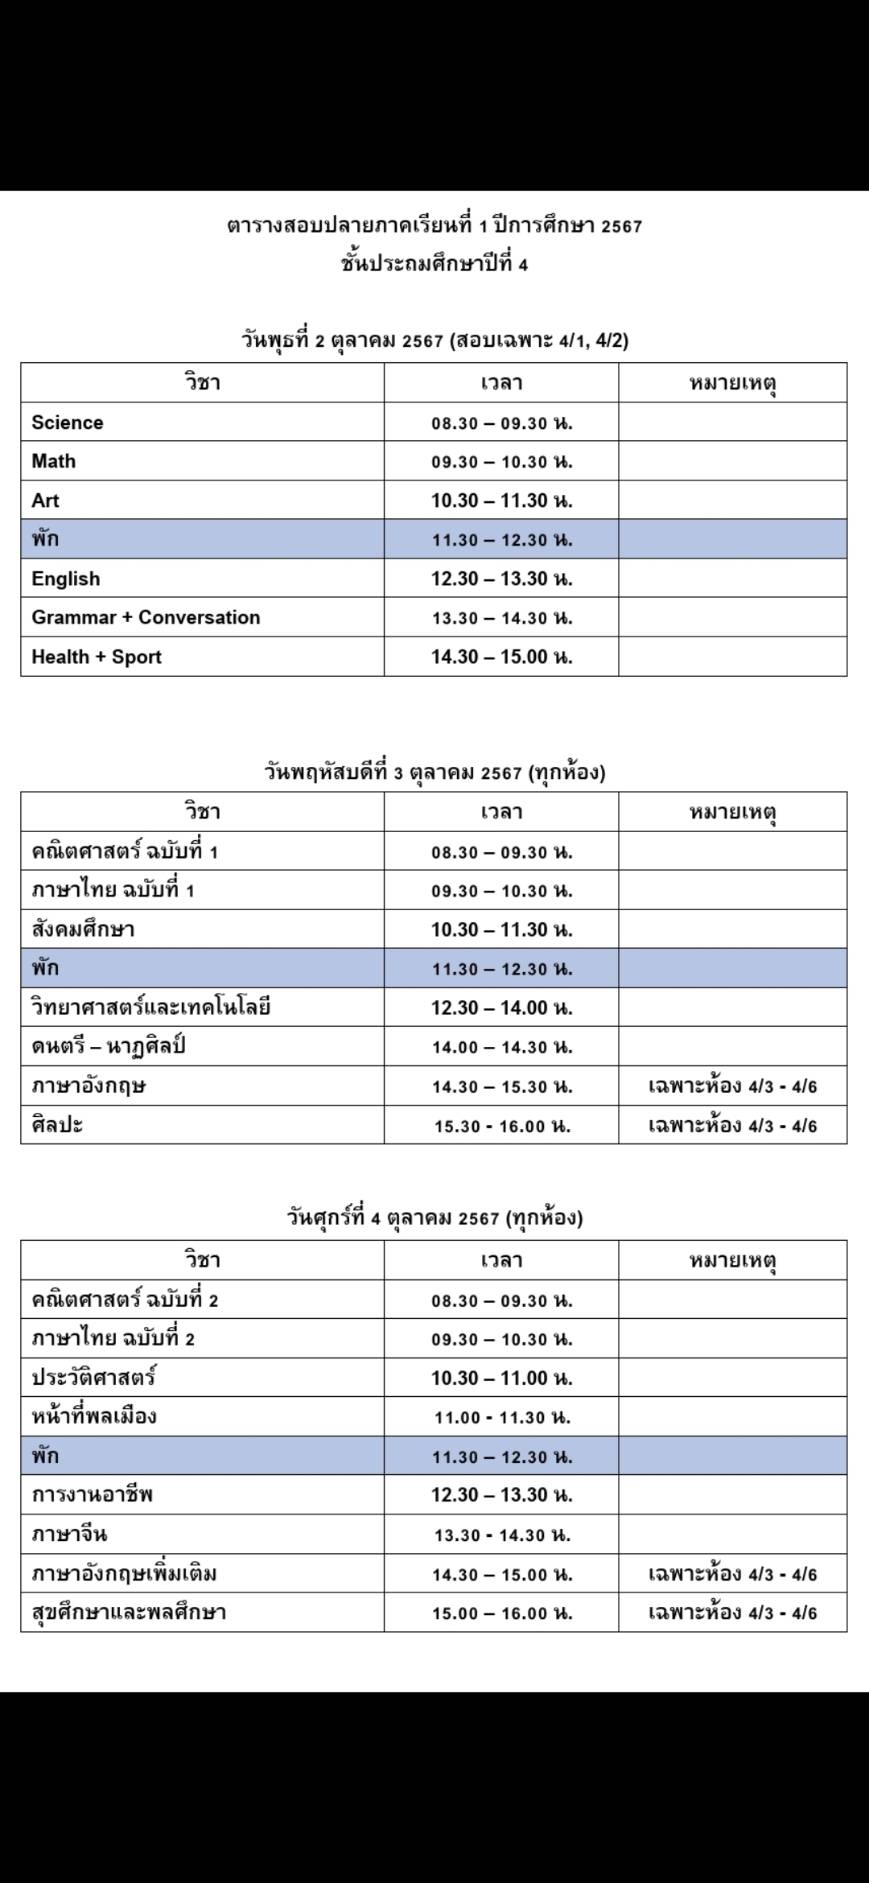 ตารางสอบปลายภาคเรียนที่ 1 ปีการศึกษา 2567
ชั้นประถมศึกษาปีที่ 4
วันพุธที่ 2 ตุลาคม 2567 (สอบเฉพาะ 4/1, 4/2)
วิชา เวลา หมายเหตุ
Science 08.30 – 09.30 น.
Math 09.30 – 10.30 น.
Art 10.30 – 11.30 น.
พัก 11.30 – 12.30 น.
English 12.30 – 13.30 น.
Grammar + Conversation 13.30 – 14.30 น.
Health + Sport 14.30 – 15.00 น.
วันพฤหัสบดีที่ 3 ตุลาคม 2567 (ทุกห้อง)
วิชา เวลา หมายเหตุ
คณิตศาสตร์ ฉบับที่ 1 08.30 – 09.30 น.
ภาษาไทย ฉบับที่ 1 09.30 – 10.30 น.
สังคมศึกษา 10.30 – 11.30 น.
พัก 11.30 – 12.30 น.
วิทยาศาสตร์และเทคโนโลยี 12.30 – 14.00 น.
ดนตรี – นาฏศิลป์ 14.00 – 14.30 น.
ภาษาอังกฤษ 14.30 – 15.30 น. เฉพาะห้อง 4/3 - 4/6
ศิลปะ 15.30 - 16.00 น. เฉพาะห้อง 4/3 - 4/6
วันศุกร์ที่ 4 ตุลาคม 2567 (ทุกห้อง)
วิชา เวลา หมายเหตุ
คณิตศาสตร์ ฉบับที่ 2 08.30 – 09.30 น.
ภาษาไทย ฉบับที่ 2 09.30 – 10.30 น.
ประวัติศาสตร์ 10.30 – 11.00 น.
หน้าที่พลเมือง 11.00 - 11.30 น.
พัก 11.30 – 12.30 น.
การงานอาชีพ 12.30 – 13.30 น.
ภาษาจีน 13.30 - 14.30 น.
ภาษาอังกฤษเพิ่มเติม 14.30 – 15.00 น. เฉพาะห้อง 4/3 - 4/6
สุขศึกษาและพลศึกษา 15.00 – 16.00 น. เฉพาะห้อง 4/3 - 4/6